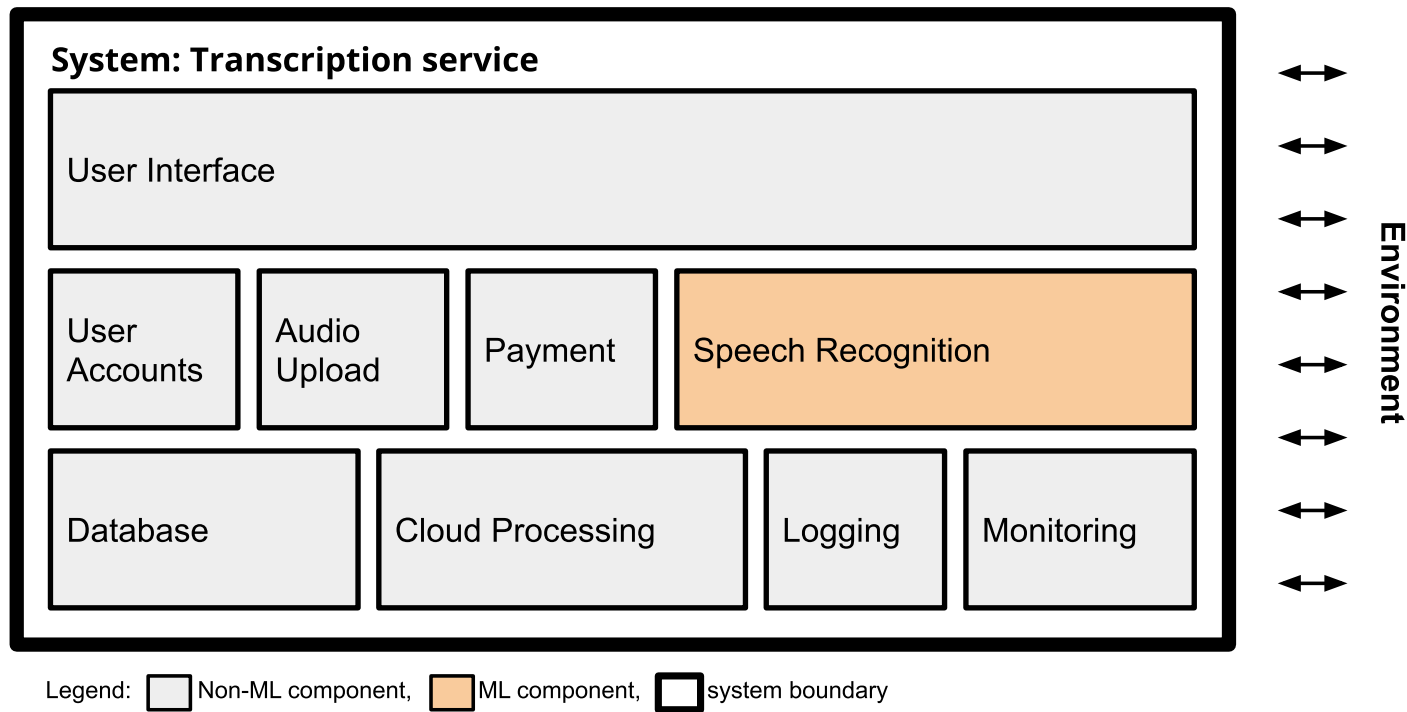 System: Transcription service
User Interface
User
Accounts
Audio
Upload
Payment
Speech Recognition
Database
Cloud Processing
Logging
Monitoring
Environment
Legend: Non-ML component, ML component, system boundary